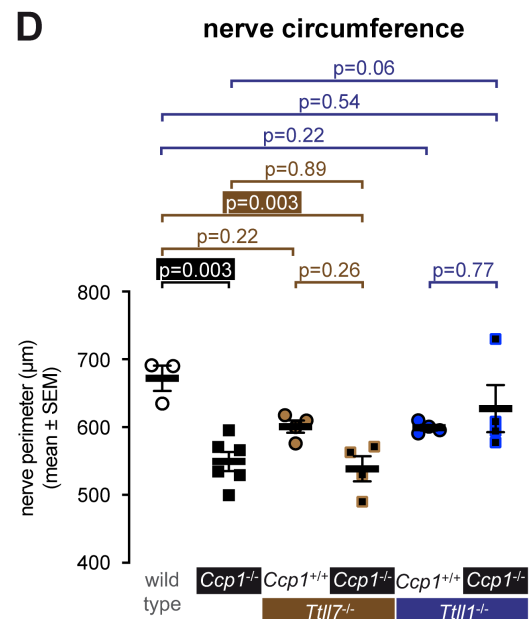 D
nerve circumference
p=0.06
p=0.54
p=0.22
p=0.89
p=0.003
p=0.22
p=0.003
p=0.26
p=0.77
nerve perimeter (µm)
(mean ± SEM)
800
700
600
500
400
wild
type
Ccp1-/-
Ccp1+/+
Ccp1-/-
Ccp1+/+
Ccp1-/-
Ttll7-/-
Ttll1-/-